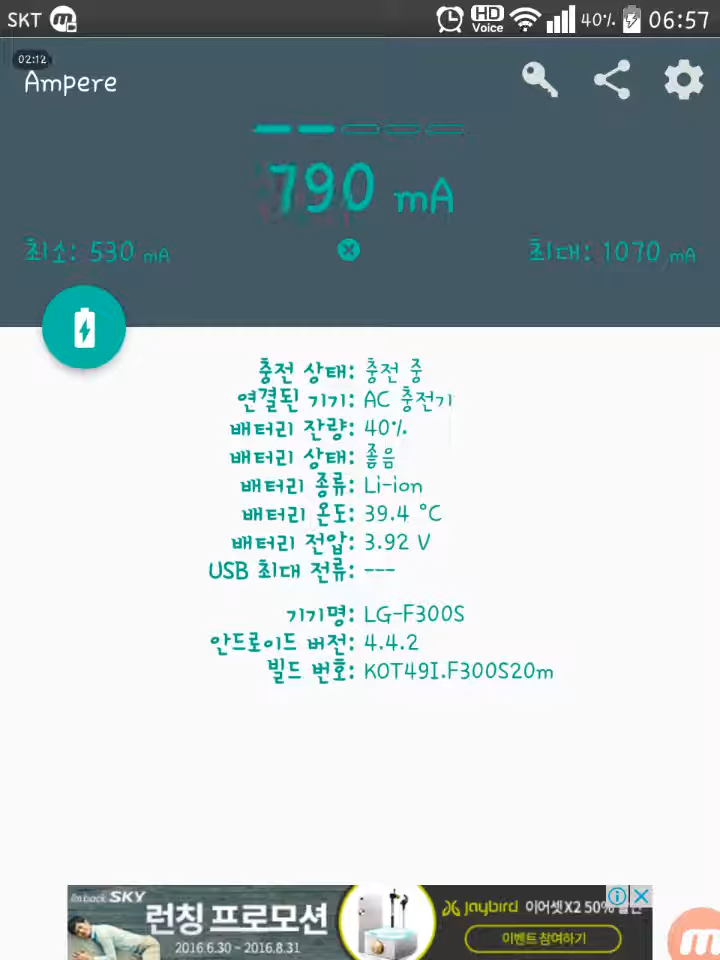 SKT HD Voice 40% 06:57
02:12
Ampere
790 mA
최소: 530 mA 최대: 1070 mA
충전 상태: 충전 중
연결된 기기: AC 충전기
배터리 잔량: 40%
배터리 상태: 좋음
배터리 종류: Li-ion
배터리 온도: 39.4 °C
배터리 전압: 3.92 V
USB 최대 전류: ---
기기명: LG-F300S
안드로이드 버전: 4.4.2
빌드 번호: KOT49I.F300S20m
I'm back SKY
런칭 프로모션
2016.6.30 ~ 2016.8.31
jaybird 이어셋X2 50% 할인
이벤트 참여하기